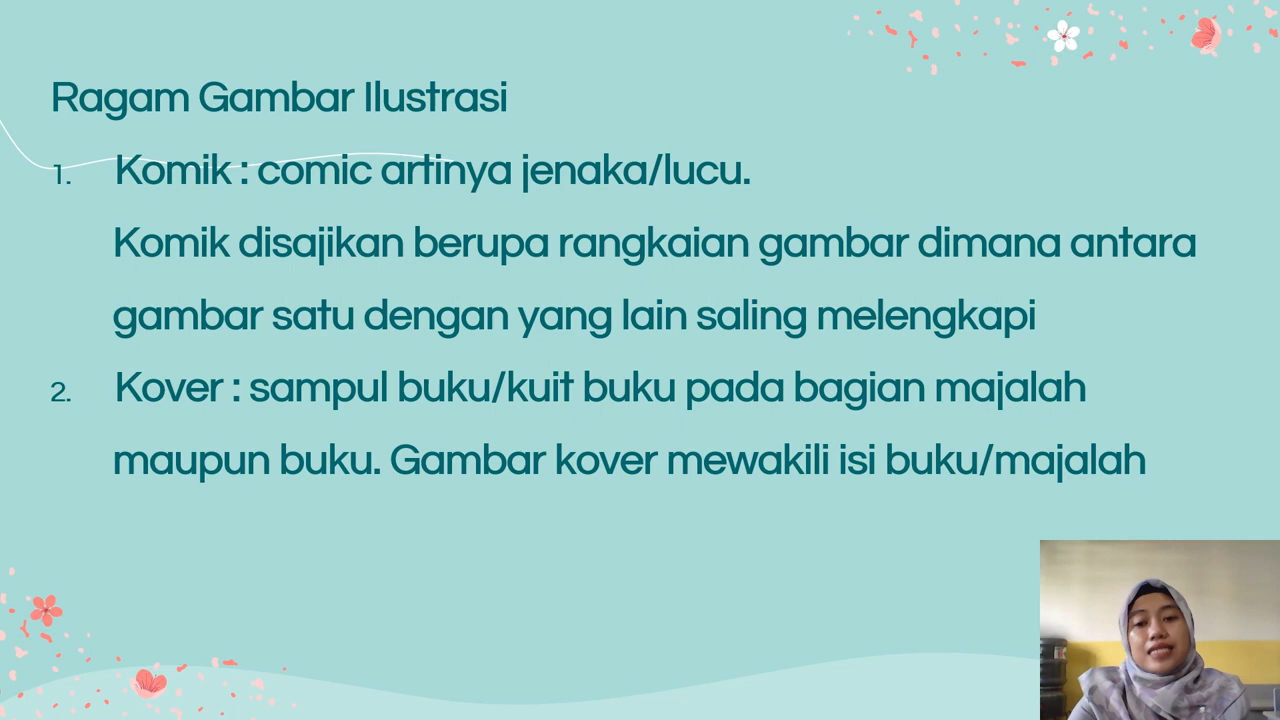 Ragam Gambar Ilustrasi
1. Komik : comic artinya jenaka/lucu.
Komik disajikan berupa rangkaian gambar dimana antara
gambar satu dengan yang lain saling melengkapi
2. Kover : sampul buku/kuit buku pada bagian majalah
maupun buku. Gambar kover mewakili isi buku/majalah